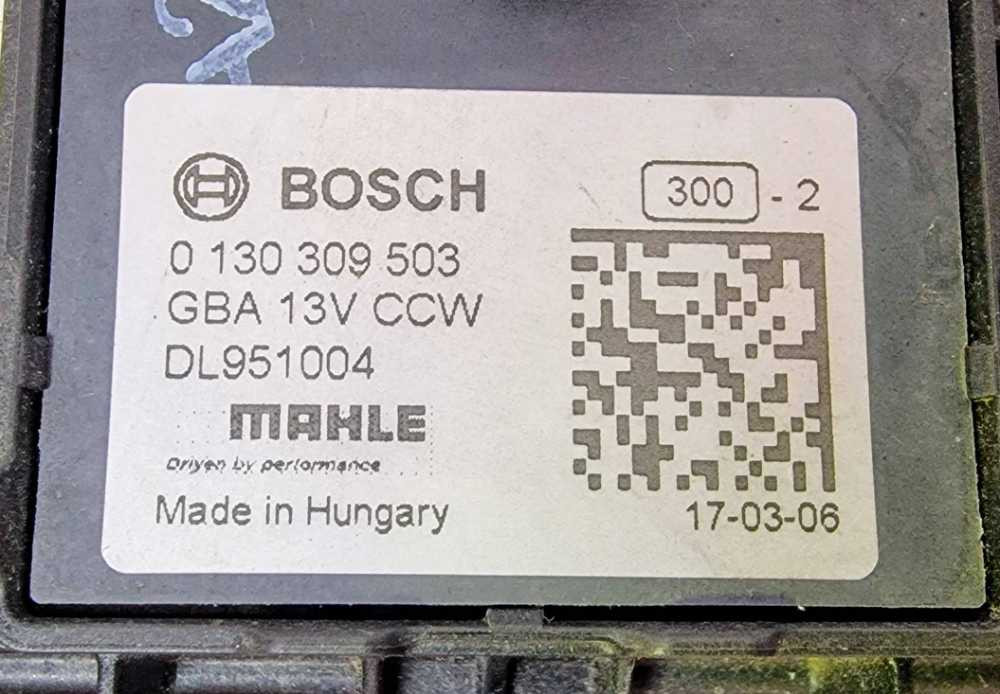 BOSCH
300 - 2
0 130 309 503
GBA 13V CCW
DL951004
MAHLE
Driven by performance
Made in Hungary
17-03-06